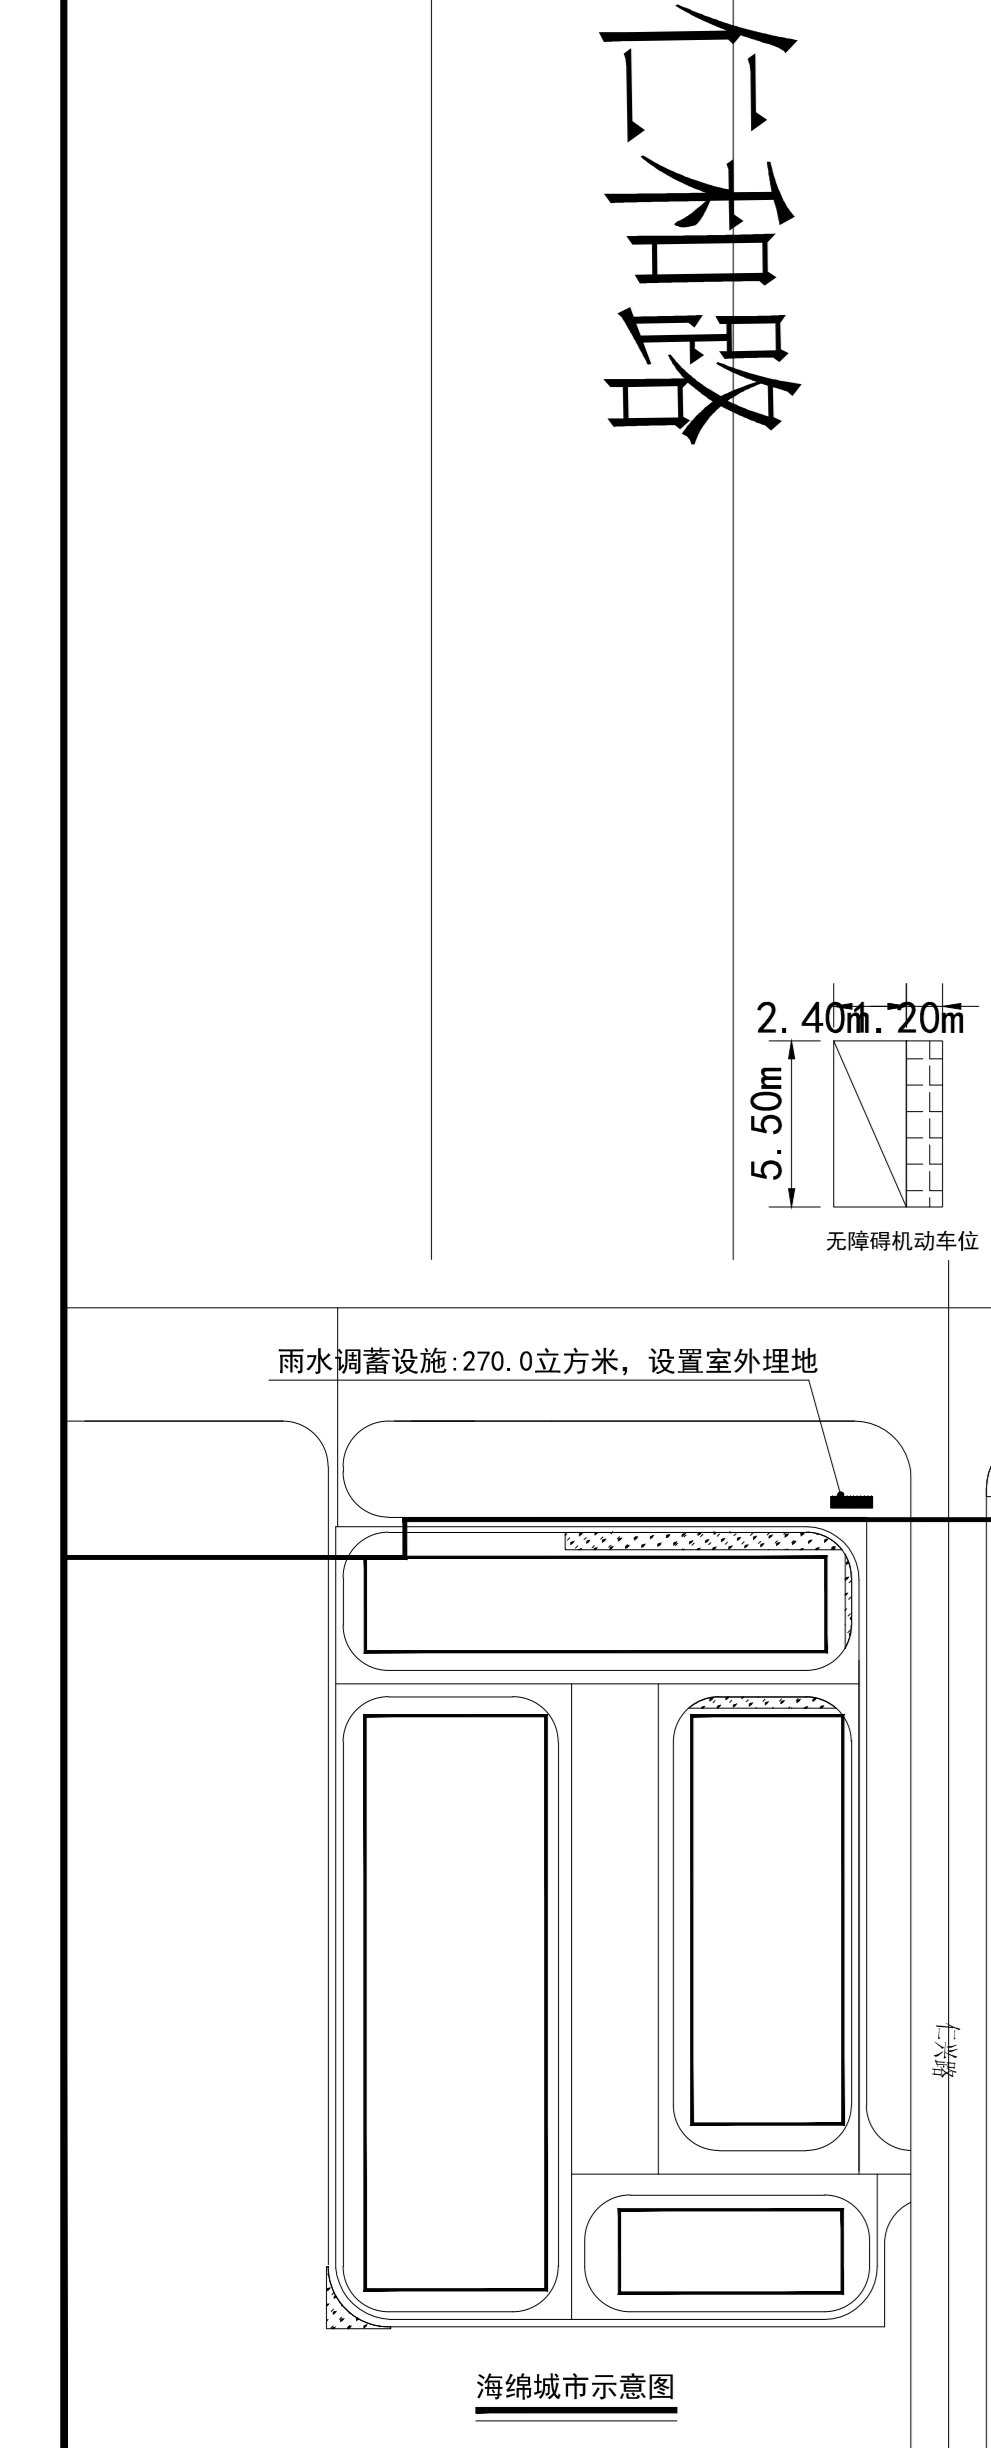 仁和路
2.40m
1.20m
5.50m
无障碍机动车位
雨水调蓄设施:270.0立方米，设置室外埋地
仁兴路
海绵城市示意图